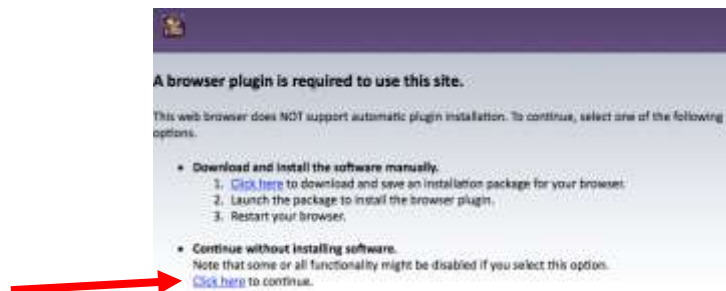 A browser plugin is required to use this site.
This web browser does NOT support automatic plugin installation. To continue, select one of the following
options.
• Download and install the software manually.
1. Click here to download and save an installation package for your browser.
2. Launch the package to install the browser plugin.
3. Restart your browser.
• Continue without installing software.
Note that some or all functionality might be disabled if you select this option.
Click here to continue.